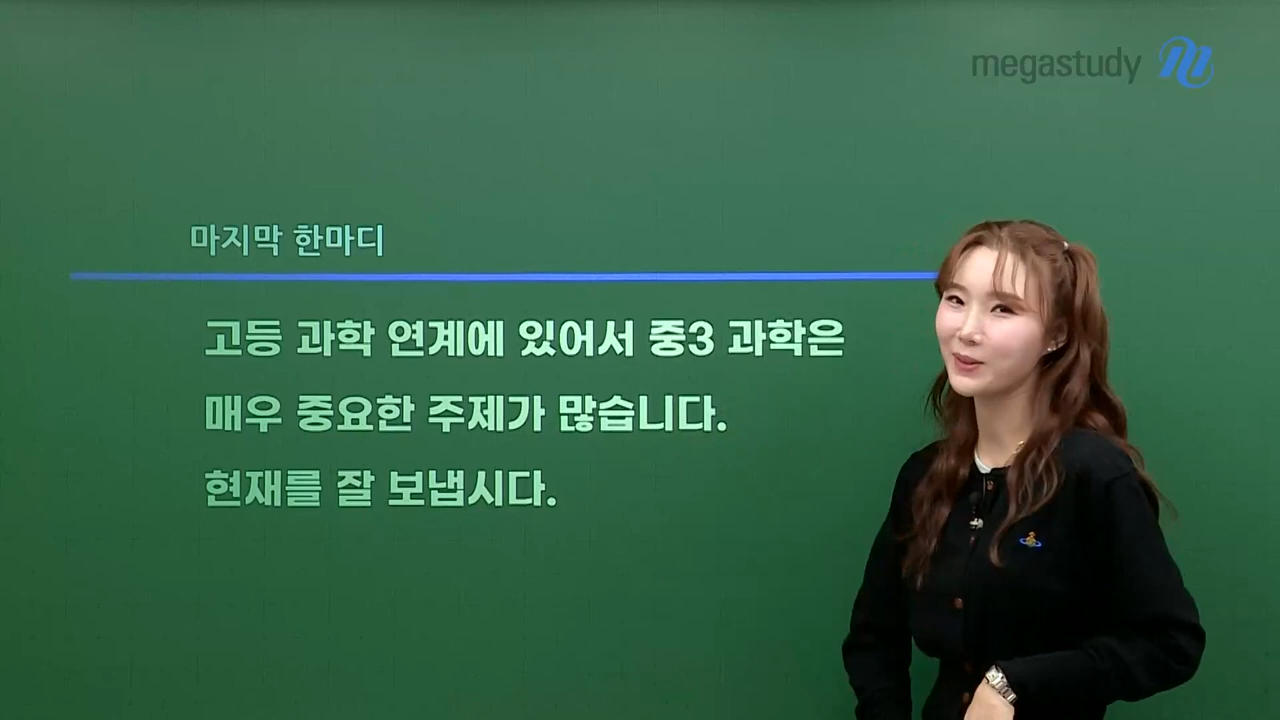 megastudy
마지막 한마디
고등 과학 연계에 있어서 중3 과학은
매우 중요한 주제가 많습니다.
현재를 잘 보냅시다.